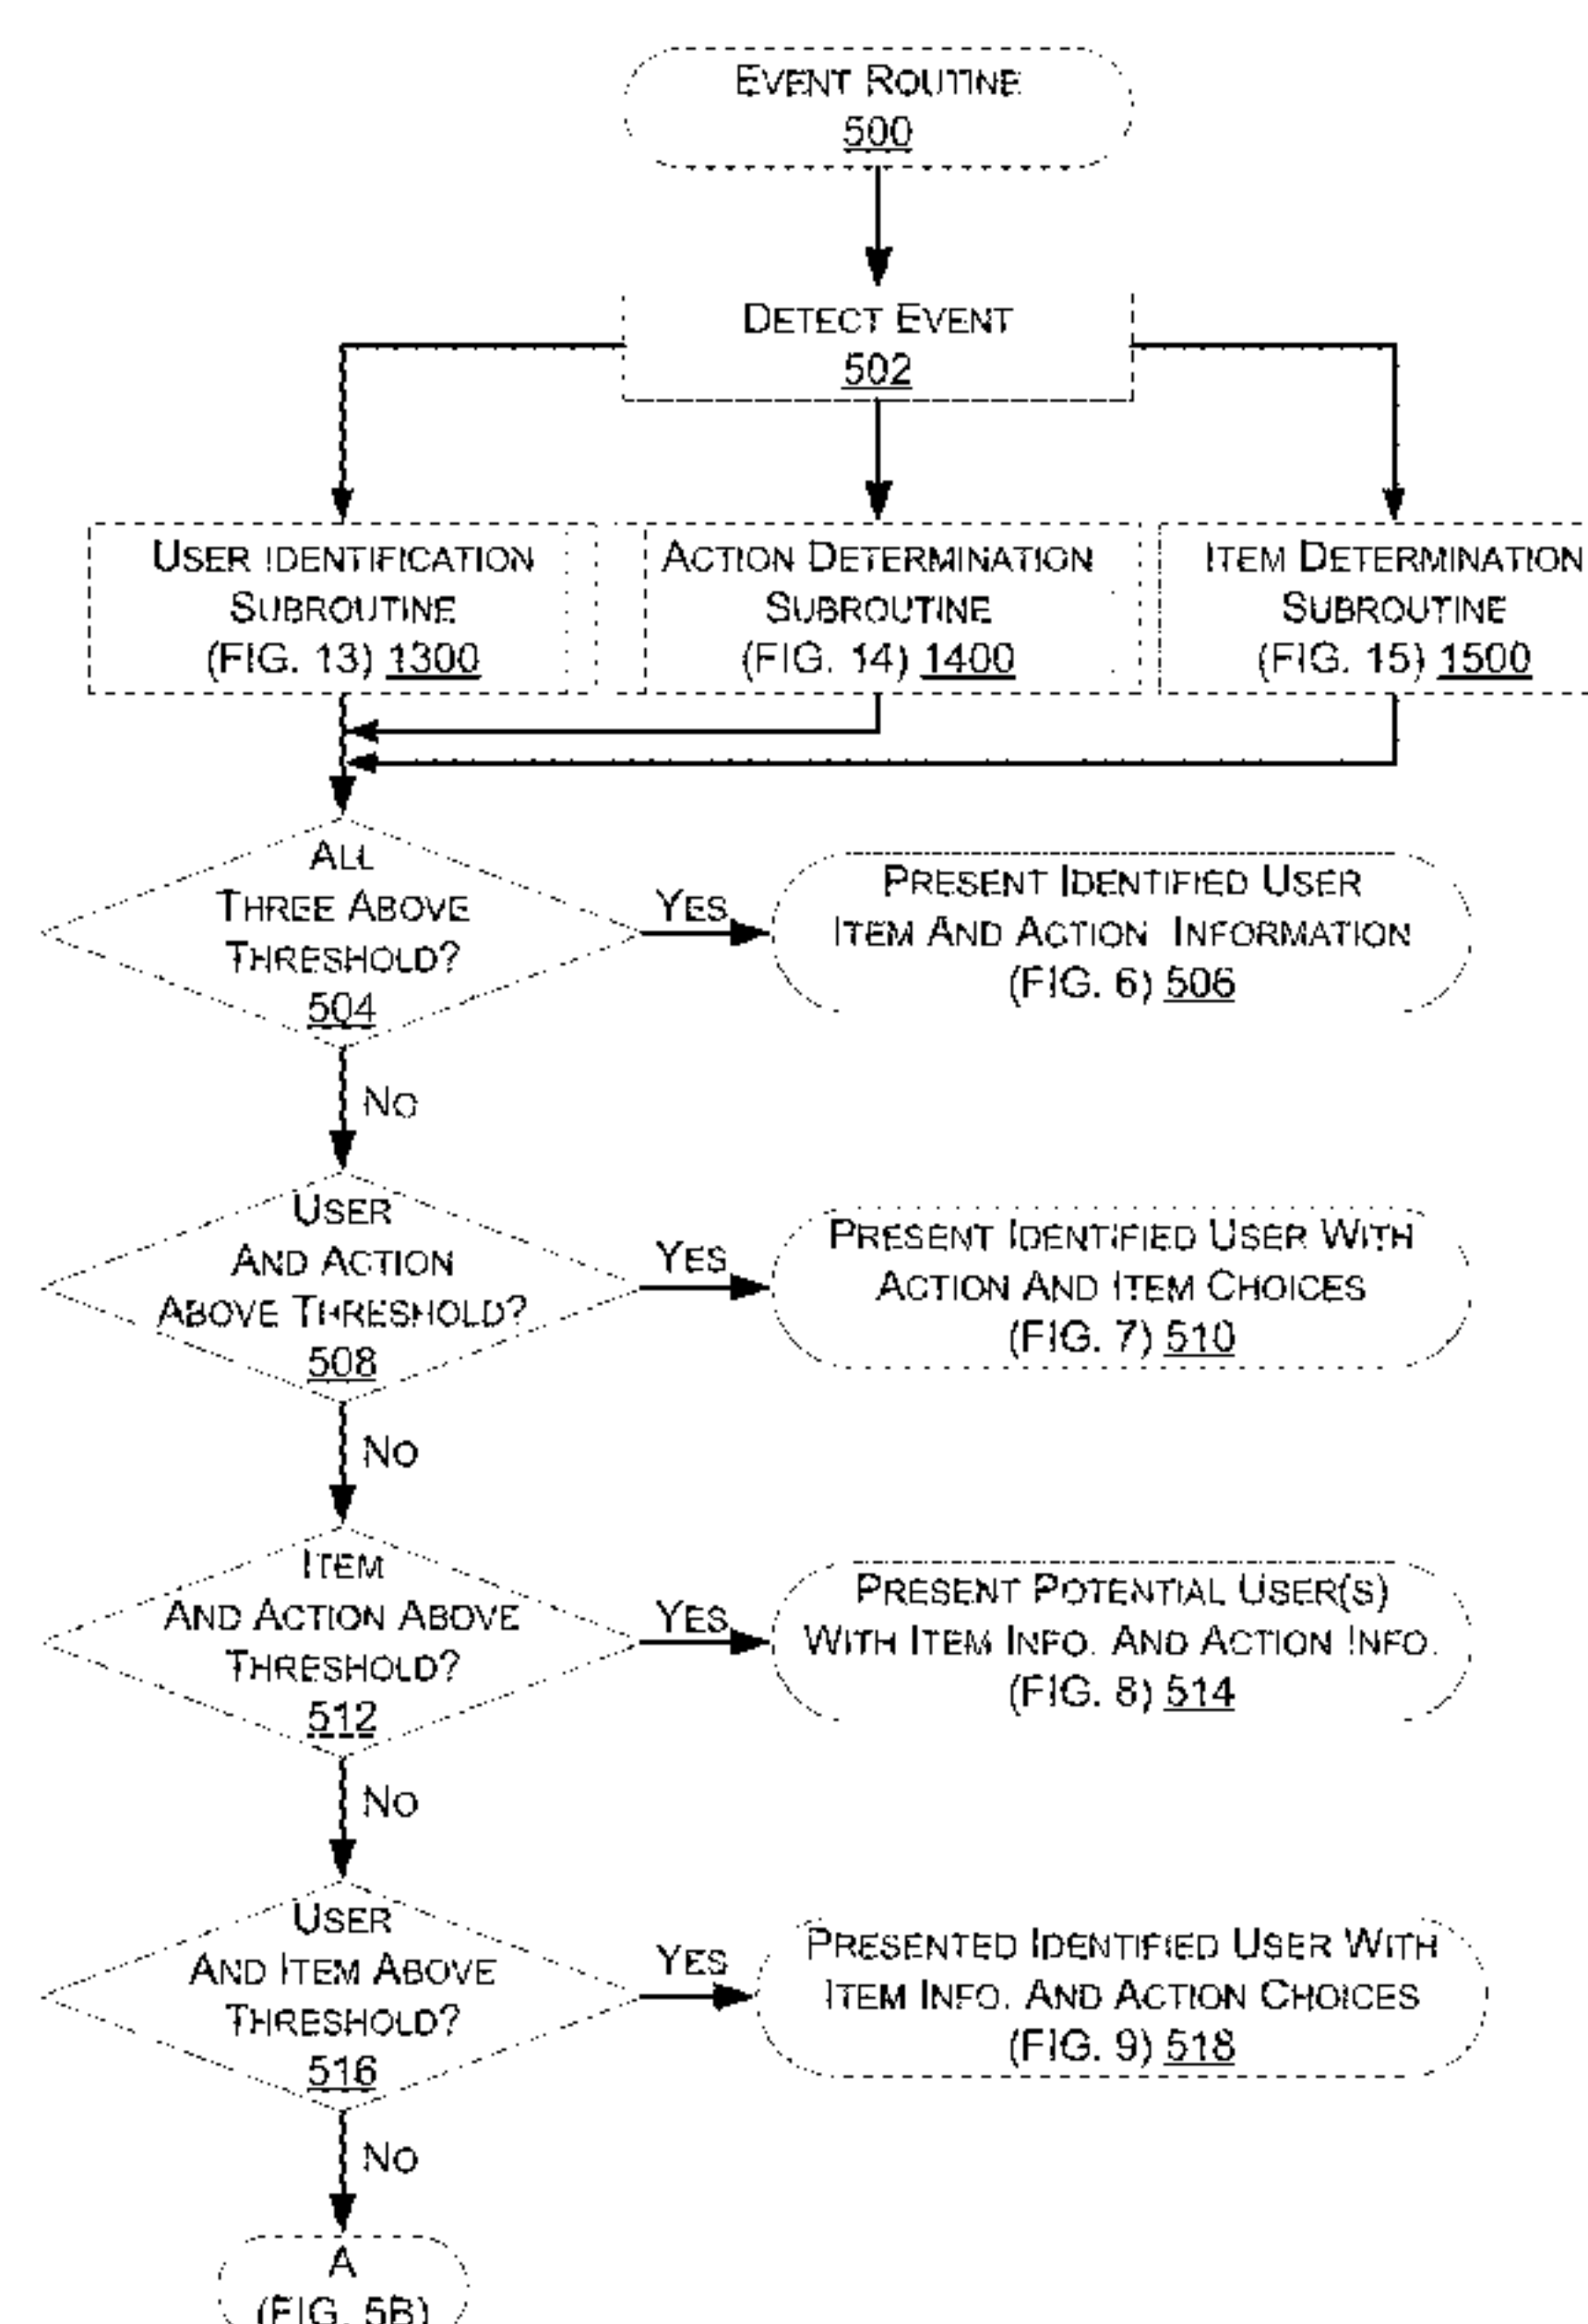 EVENT ROUTINE
500
DETECT EVENT
502
USER IDENTIFICATION
SUBROUTINE
(FIG. 13) 1300
ACTION DETERMINATION
SUBROUTINE
(FIG. 14) 1400
ITEM DETERMINATION
SUBROUTINE
(FIG. 15) 1500
ALL
THREE ABOVE
THRESHOLD?
504
YES
PRESENT IDENTIFIED USER
ITEM AND ACTION INFORMATION
(FIG. 6) 506
NO
USER
AND ACTION
ABOVE THRESHOLD?
508
YES
PRESENT IDENTIFIED USER WITH
ACTION AND ITEM CHOICES
(FIG. 7) 510
NO
ITEM
AND ACTION ABOVE
THRESHOLD?
512
YES
PRESENT POTENTIAL USER(S)
WITH ITEM INFO. AND ACTION INFO.
(FIG. 8) 514
NO
USER
AND ITEM ABOVE
THRESHOLD?
516
YES
PRESENTED IDENTIFIED USER WITH
ITEM INFO. AND ACTION CHOICES
(FIG. 9) 518
NO
A
(FIG. 5B)